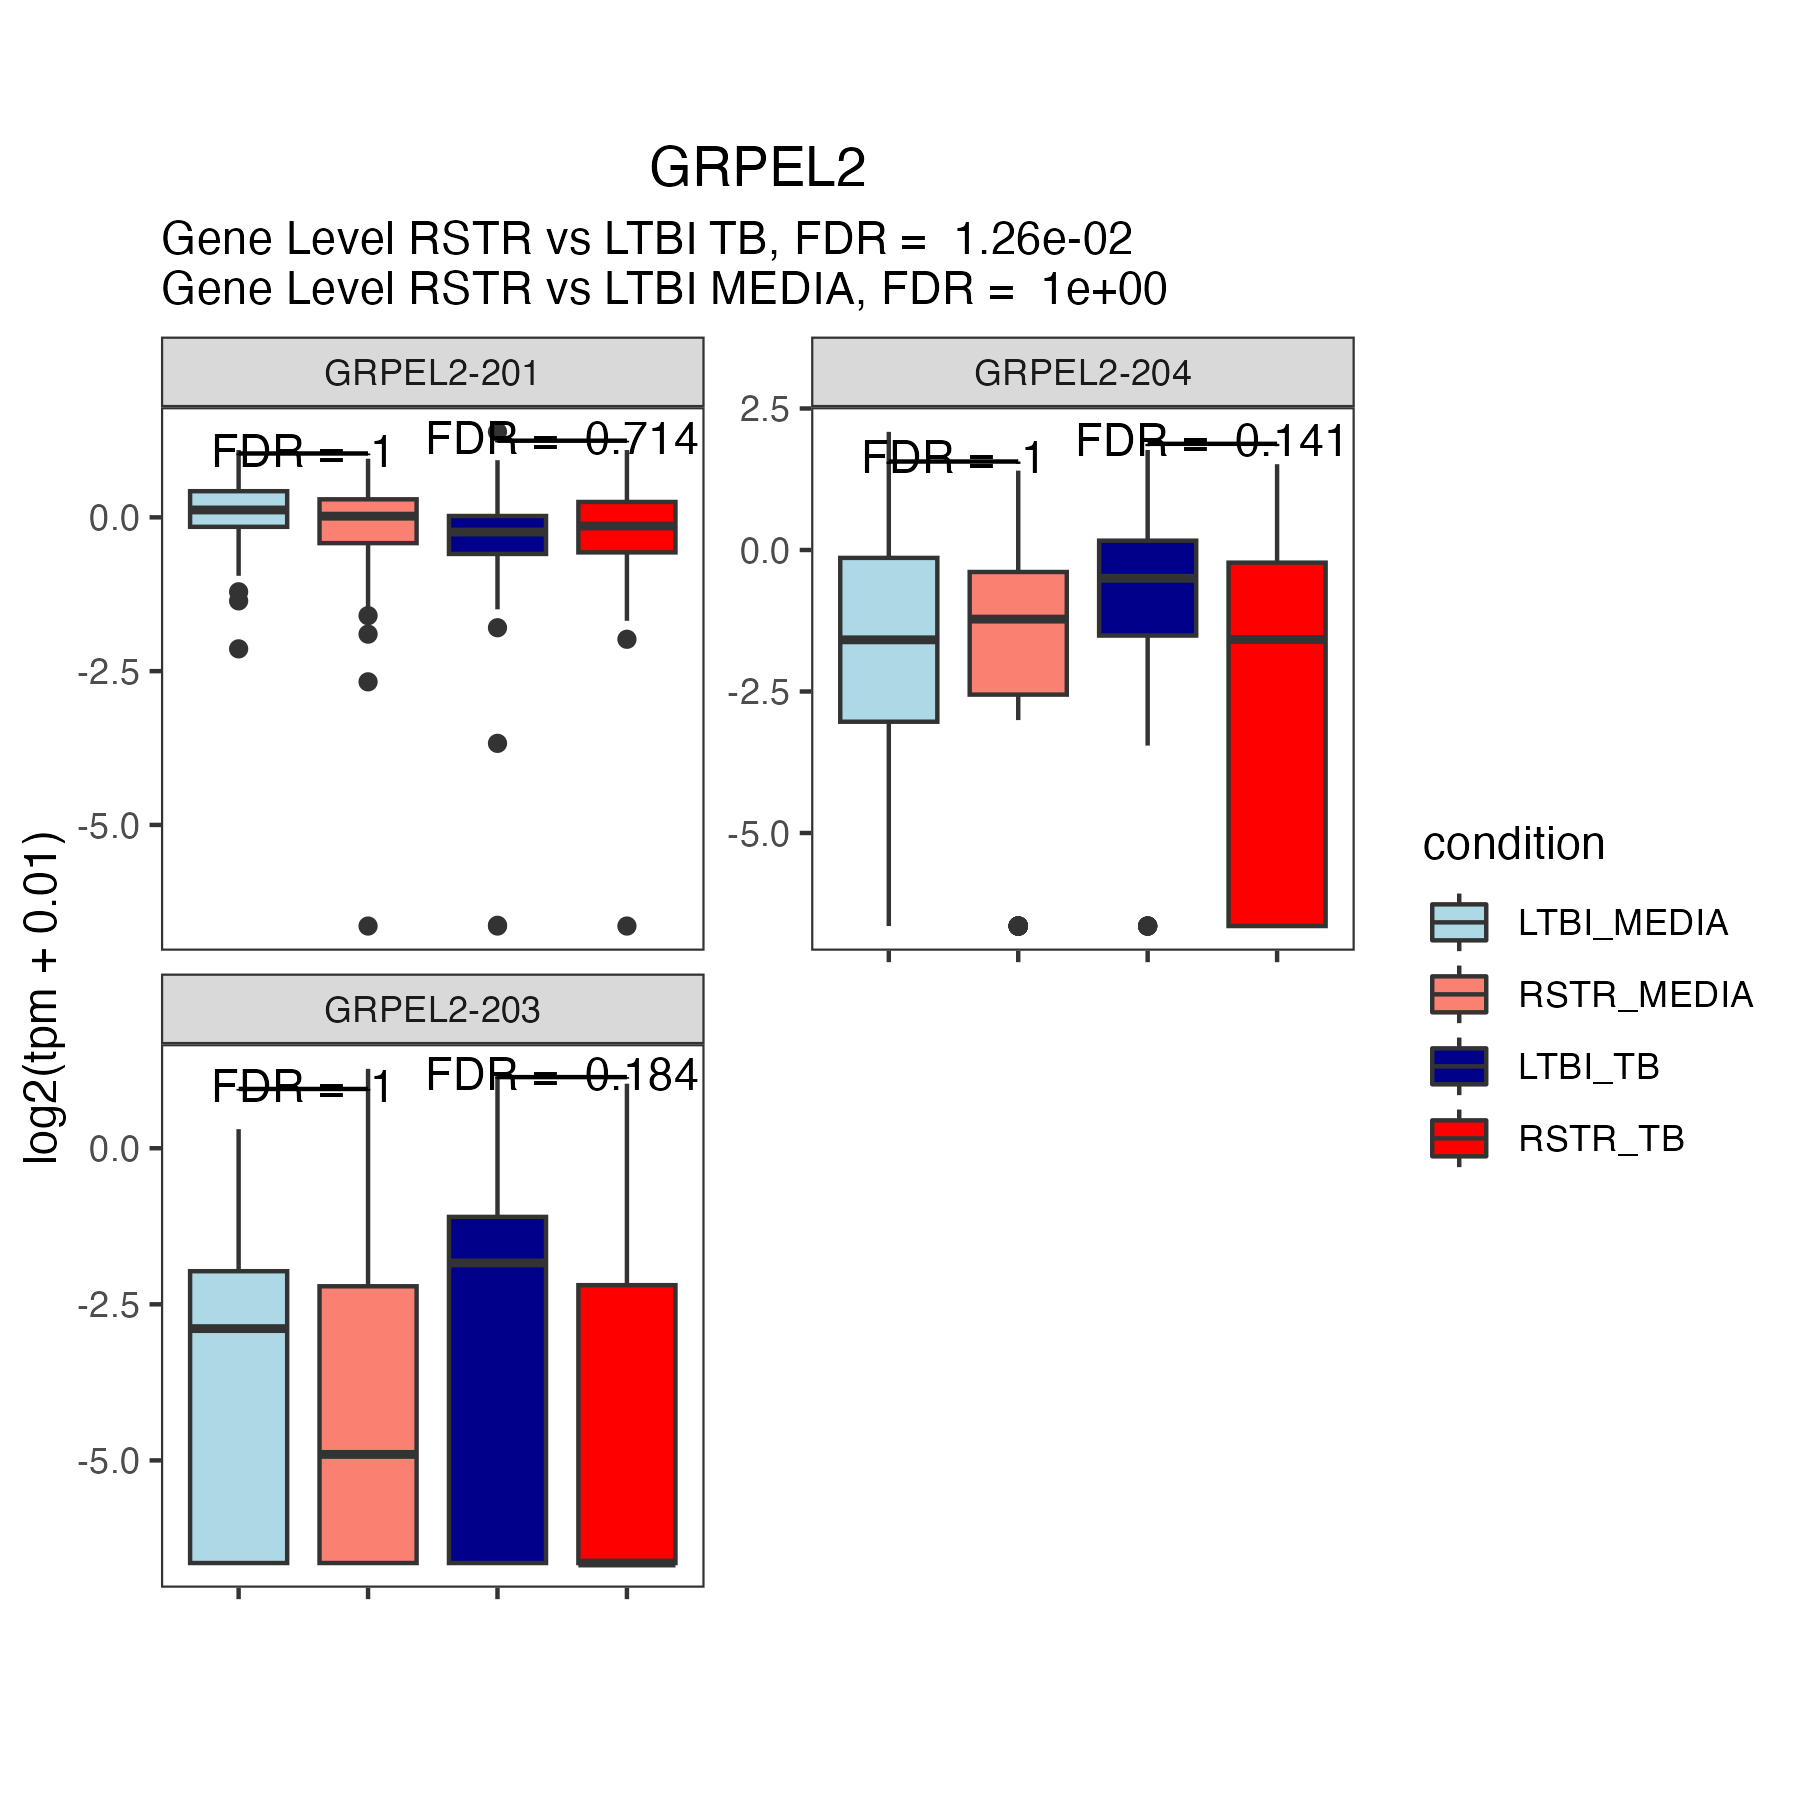 GRPEL2
Gene Level RSTR vs LTBI TB, FDR =  1.26e-02
Gene Level RSTR vs LTBI MEDIA, FDR =  1e+00
GRPEL2-201
FDR =  1
FDR =  0.714
0.0
-2.5
-5.0
GRPEL2-204
FDR =  1
FDR =  0.141
2.5
0.0
-2.5
-5.0
GRPEL2-203
FDR =  1
FDR =  0.184
0.0
-2.5
-5.0
log2(tpm + 0.01)
condition
LTBI_MEDIA
RSTR_MEDIA
LTBI_TB
RSTR_TB